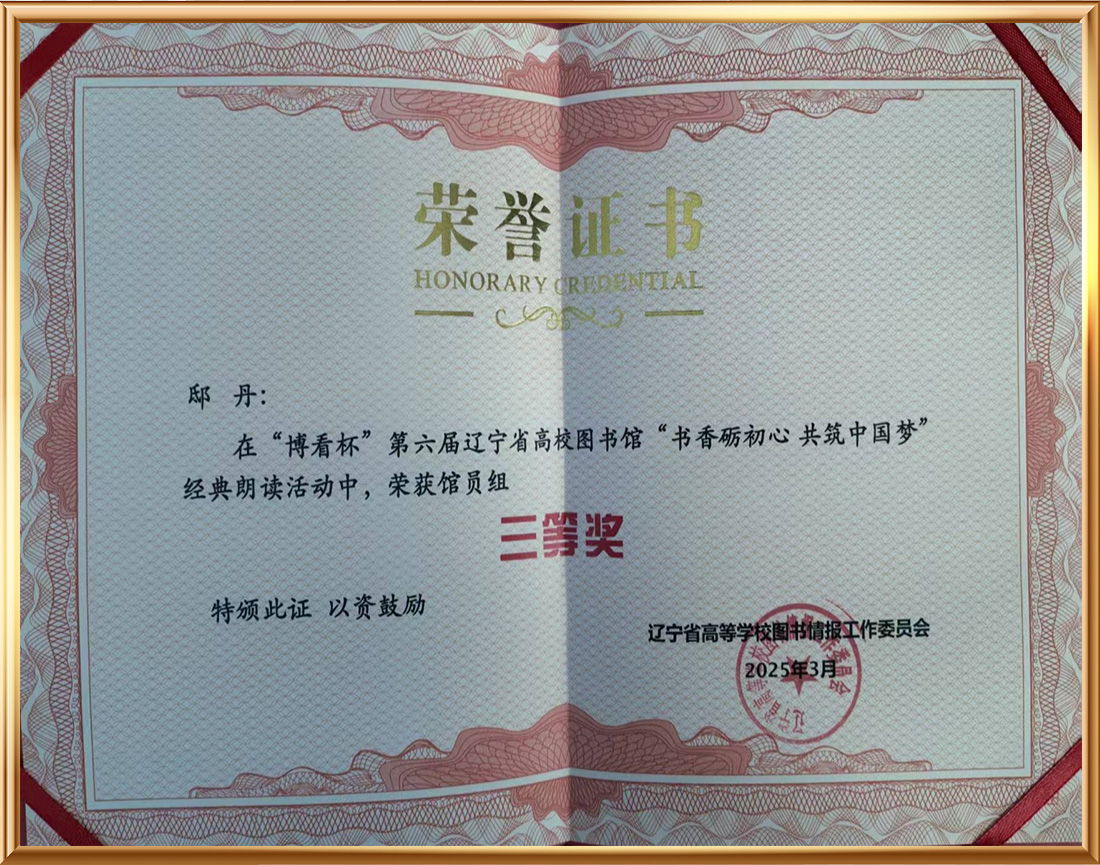 荣誉证书
HONORARY CREDENTIAL
邸 丹：
在“博看杯”第六届辽宁省高校图书馆“书香砺初心 共筑中国梦”
经典朗读活动中，荣获馆员组
三等奖
特颁此证 以资鼓励
辽宁省高等学校图书情报工作委员会
2025年3月